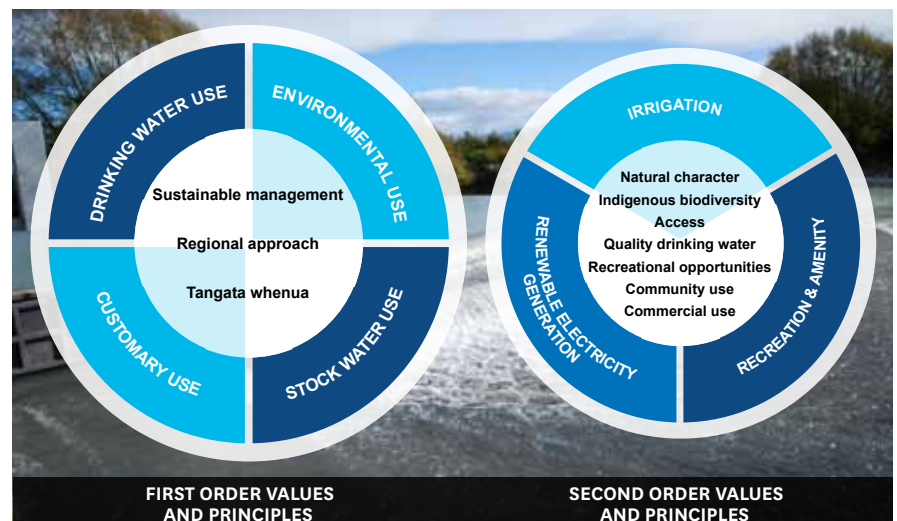 DRINKING WATER USE
ENVIRONMENTAL USE
Sustainable management
Regional approach
Tangata whenua
CUSTOMARY USE
STOCK WATER USE
FIRST ORDER VALUES
AND PRINCIPLES
IRRIGATION
Natural character
Indigenous biodiversity
Access
Quality drinking water
Recreational opportunities
Community use
Commercial use
RENEWABLE ELECTRICITY
GENERATION
RECREATION & AMENITY
SECOND ORDER VALUES
AND PRINCIPLES